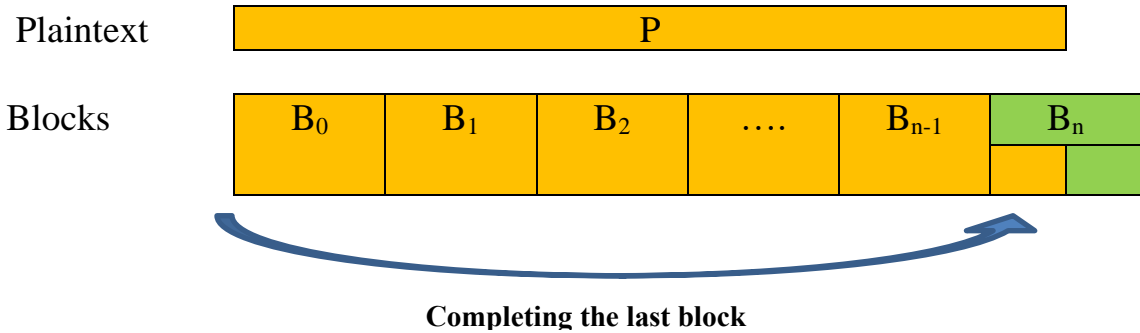 Plaintext P
Blocks B₀ B₁ B₂ .... Bₙ₋₁ Bₙ
Completing the last block